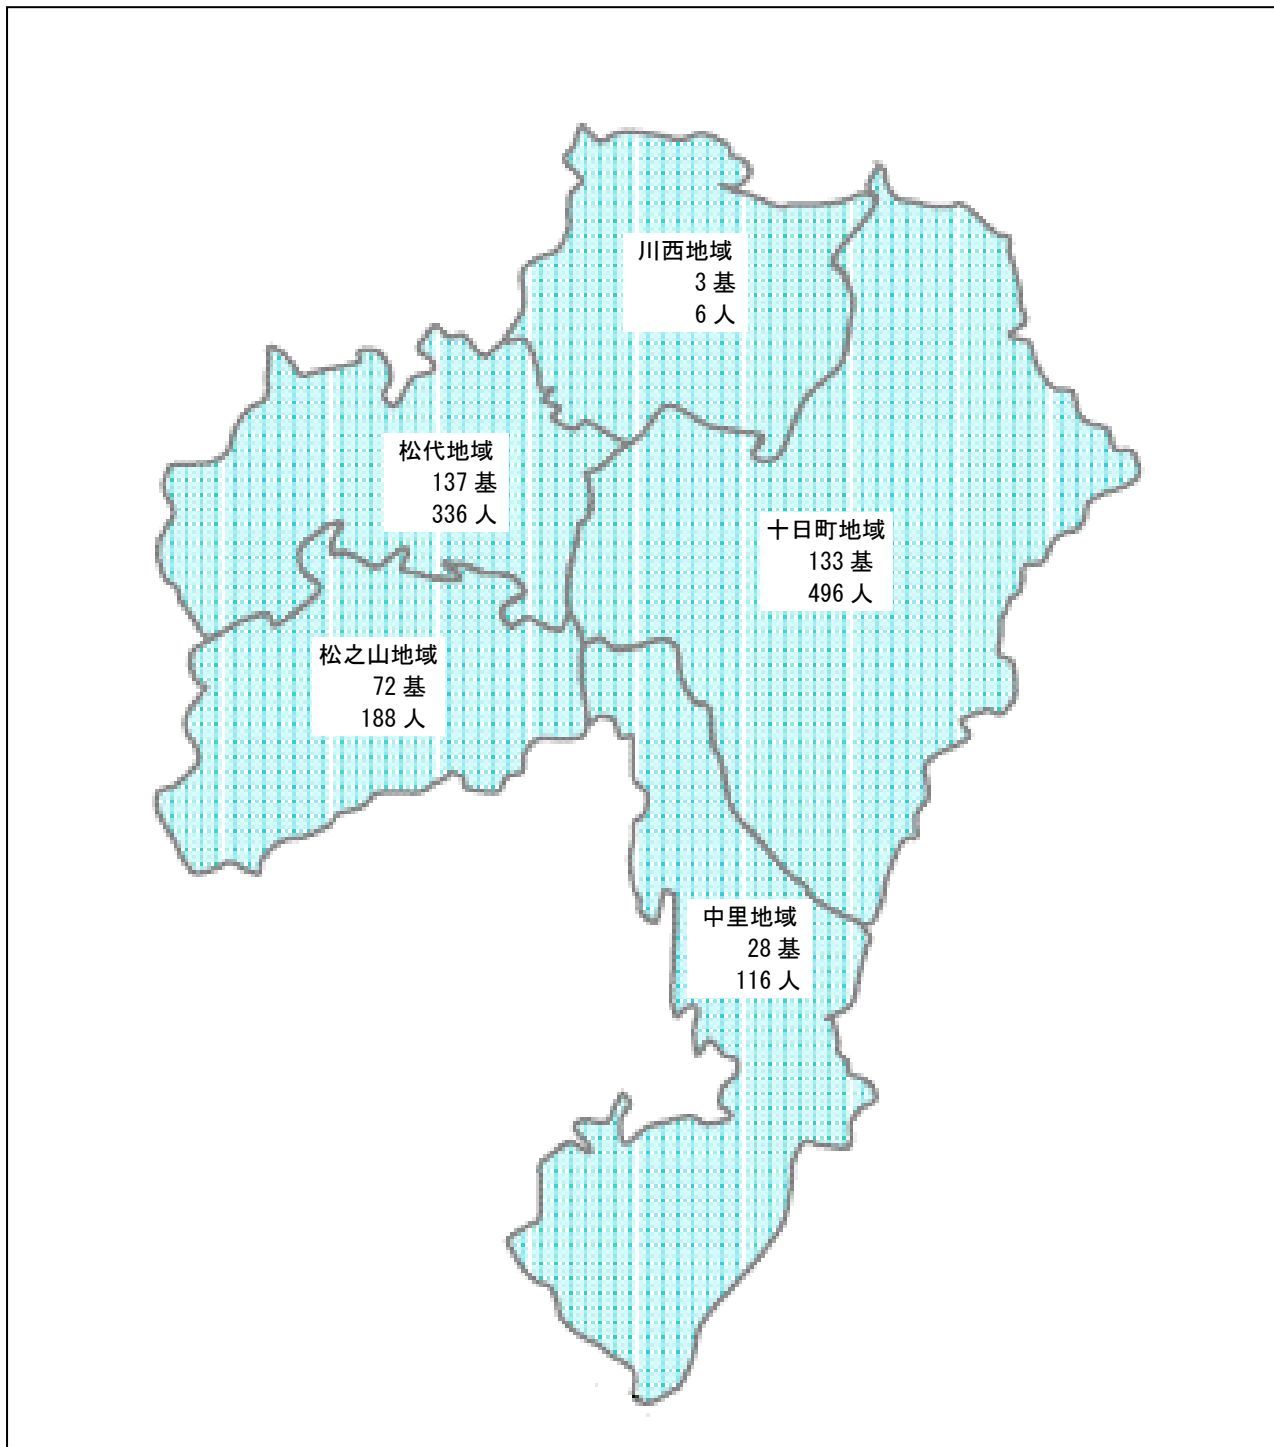 川西地域
3 基
6 人
松代地域
137 基
336 人
十日町地域
133 基
496 人
松之山地域
72 基
188 人
中里地域
28 基
116 人